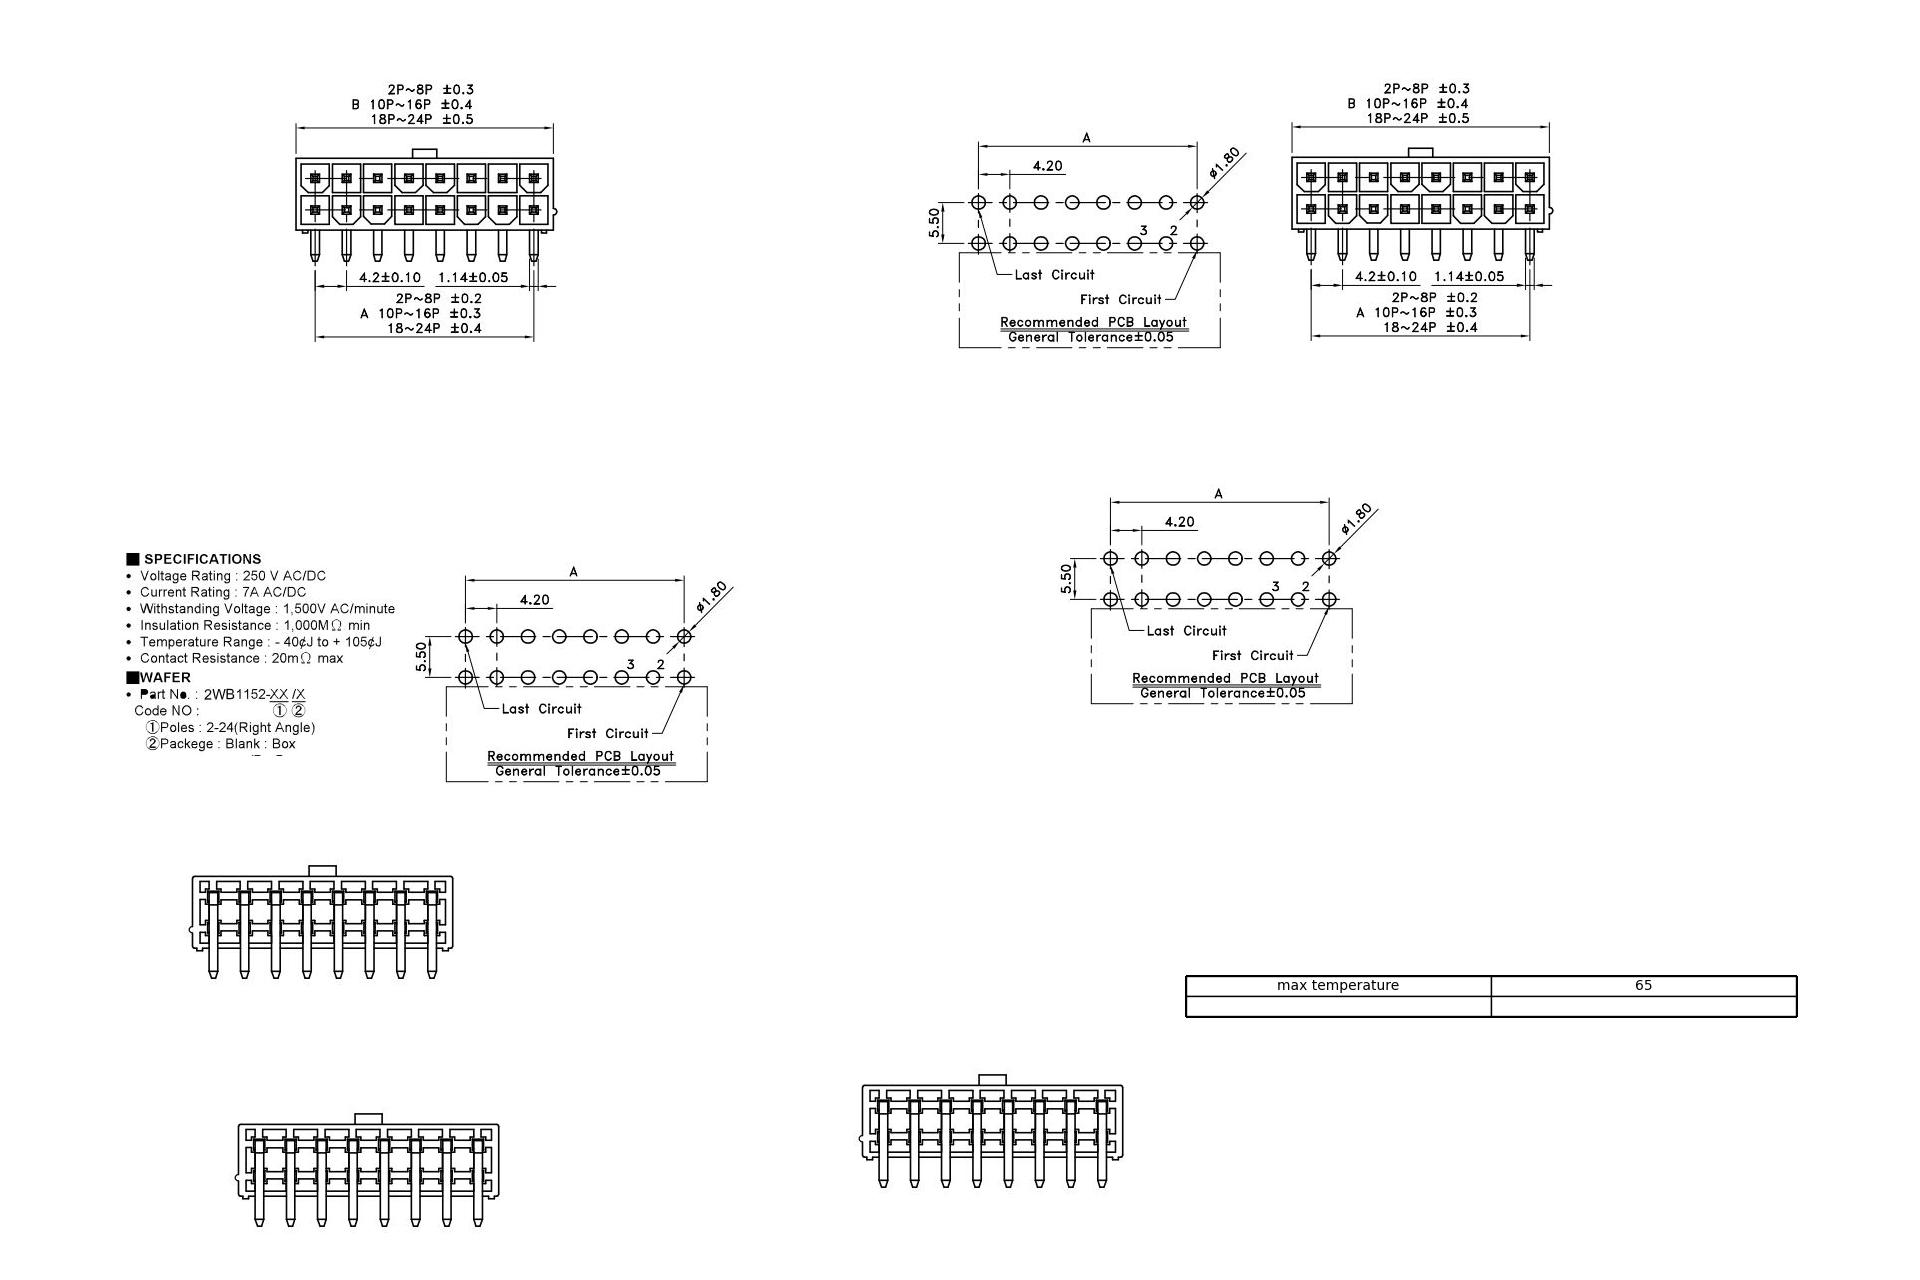 2P~8P ±0.3
B 10P~16P ±0.4
18P~24P ±0.5
4.2±0.10 1.14±0.05
2P~8P ±0.2
A 10P~16P ±0.3
18~24P ±0.4
A
4.20
ø1.80
5.50
3 2
Last Circuit
First Circuit
Recommended PCB Layout
General Tolerance±0.05
2P~8P ±0.3
B 10P~16P ±0.4
18P~24P ±0.5
4.2±0.10 1.14±0.05
2P~8P ±0.2
A 10P~16P ±0.3
18~24P ±0.4
■ SPECIFICATIONS
• Voltage Rating : 250 V AC/DC
• Current Rating : 7A AC/DC
• Withstanding Voltage : 1,500V AC/minute
• Insulation Resistance : 1,000MΩ min
• Temperature Range : - 40¢J to + 105¢J
• Contact Resistance : 20mΩ max
■WAFER
• Part No. : 2WB1152-XX /X
Code NO : ① ②
①Poles : 2-24(Right Angle)
②Packege : Blank : Box
A
4.20
ø1.80
5.50
3 2
Last Circuit
First Circuit
Recommended PCB Layout
General Tolerance±0.05
A
4.20
ø1.80
5.50
3 2
Last Circuit
First Circuit
Recommended PCB Layout
General Tolerance±0.05
max temperature 65